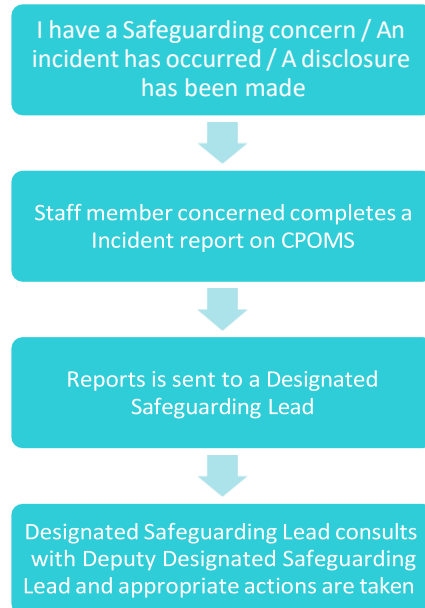 I have a Safeguarding concern / An
incident has occurred / A disclosure
has been made
Staff member concerned completes a
Incident report on CPOMS
Reports is sent to a Designated
Safeguarding Lead
Designated Safeguarding Lead consults
with Deputy Designated Safeguarding
Lead and appropriate actions are taken